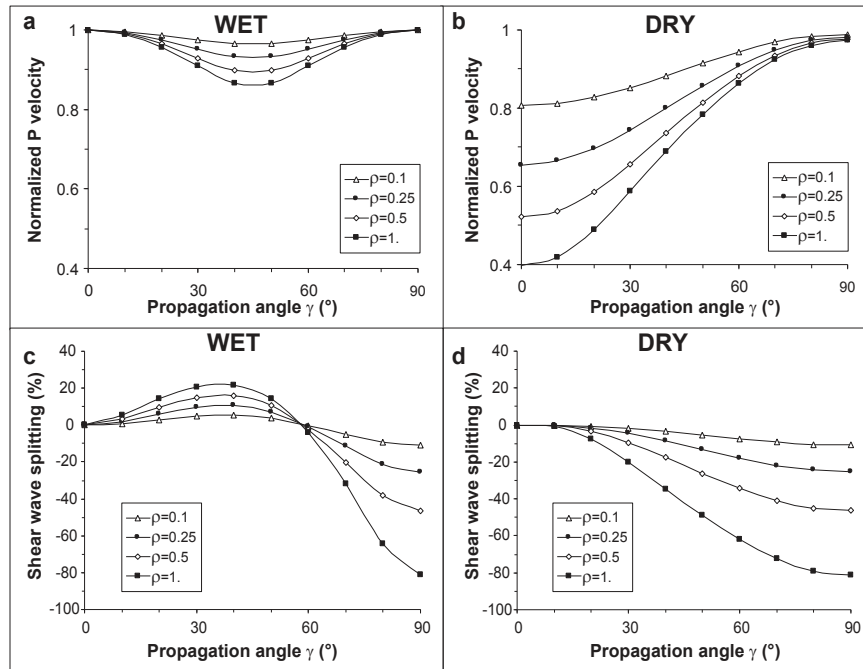 a
WET
Normalized P velocity
1
0.8
0.6
0.4
ρ=0.1
ρ=0.25
ρ=0.5
ρ=1.
0 30 60 90
Propagation angle γ (°)
b
DRY
Normalized P velocity
1
0.8
0.6
0.4
ρ=0.1
ρ=0.25
ρ=0.5
ρ=1.
0 30 60 90
Propagation angle γ (°)
c
WET
Shear wave splitting (%)
40
20
0
-20
-40
-60
-80
-100
ρ=0.1
ρ=0.25
ρ=0.5
ρ=1.
0 30 60 90
Propagation angle γ (°)
d
DRY
Shear wave splitting (%)
40
20
0
-20
-40
-60
-80
-100
ρ=0.1
ρ=0.25
ρ=0.5
ρ=1.
0 30 60 90
Propagation angle γ (°)